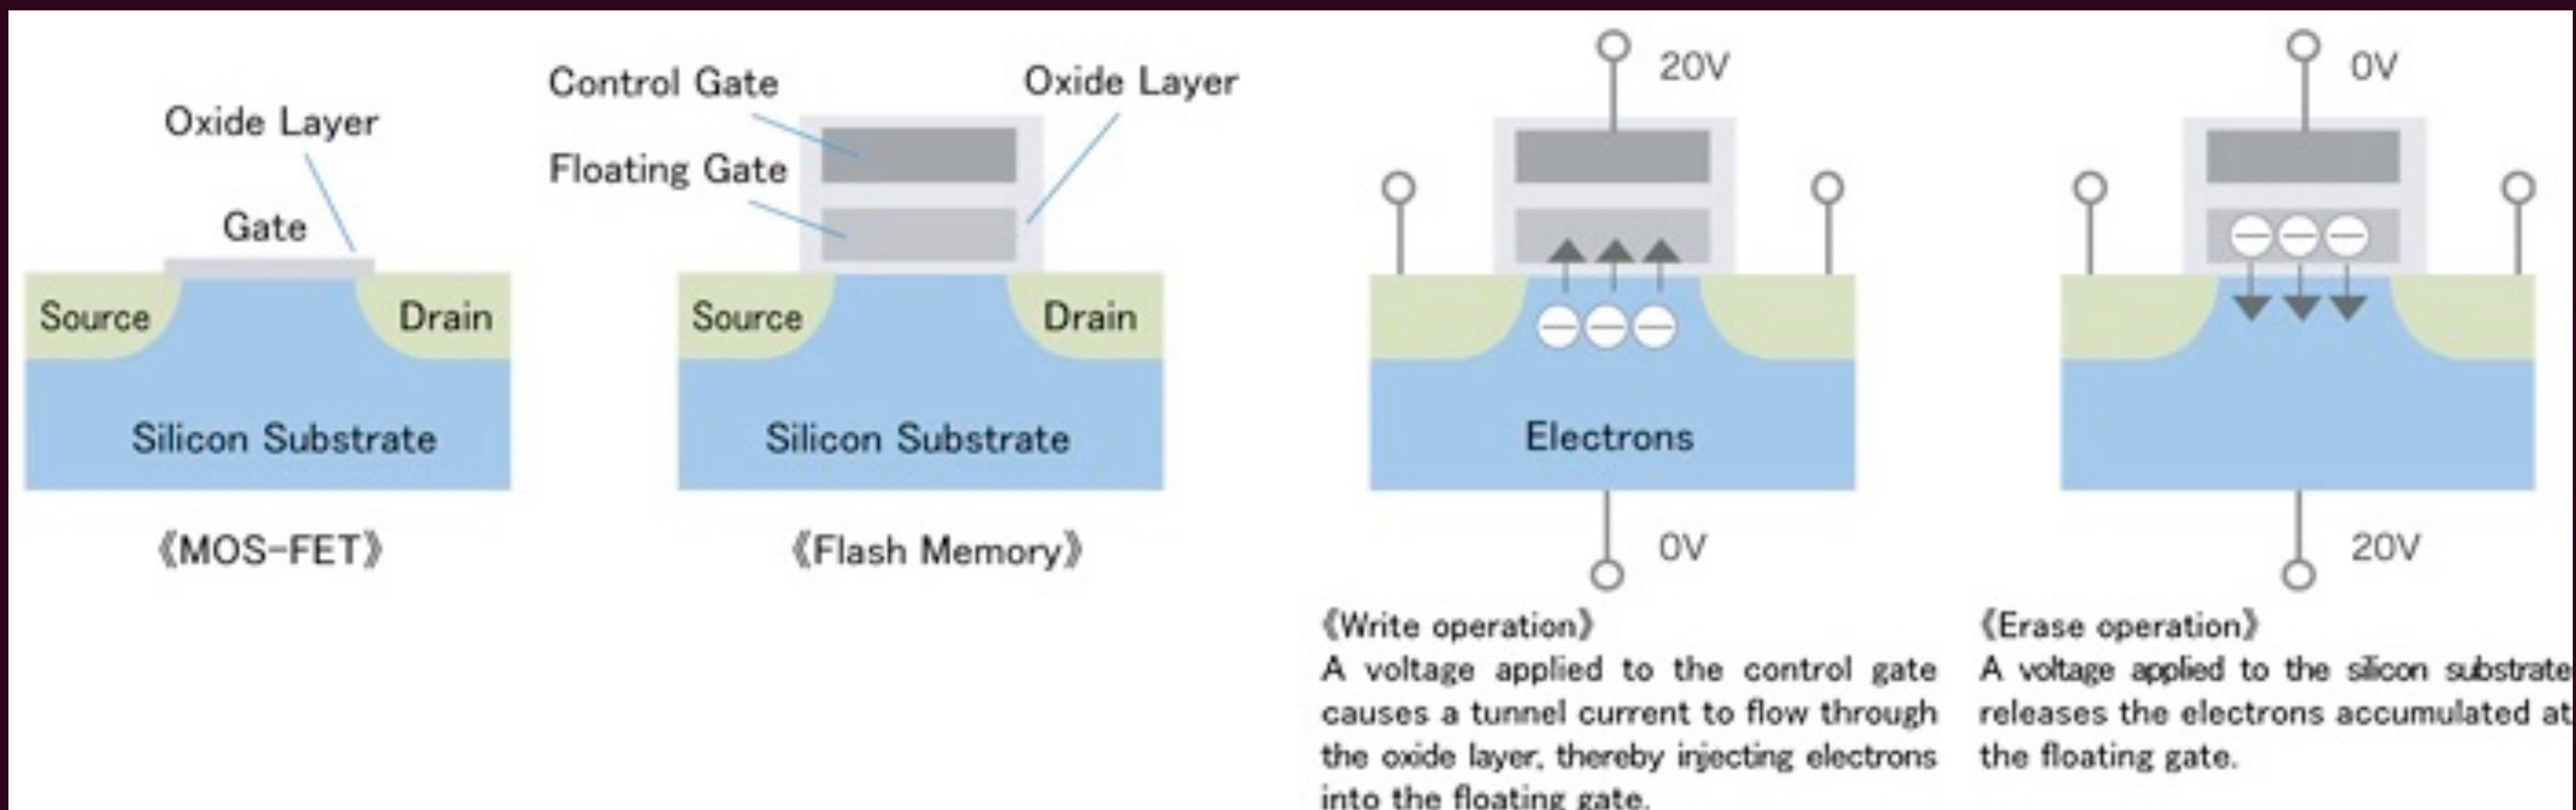 Oxide Layer
Gate
Source
Drain
Silicon Substrate
《MOS-FET》
Control Gate
Oxide Layer
Floating Gate
Source
Drain
Silicon Substrate
《Flash Memory》
20V
Electrons
0V
《Write operation》
A voltage applied to the control gate
causes a tunnel current to flow through
the oxide layer, thereby injecting electrons
into the floating gate.
0V
20V
《Erase operation》
A voltage applied to the silicon substrate
releases the electrons accumulated at
the floating gate.